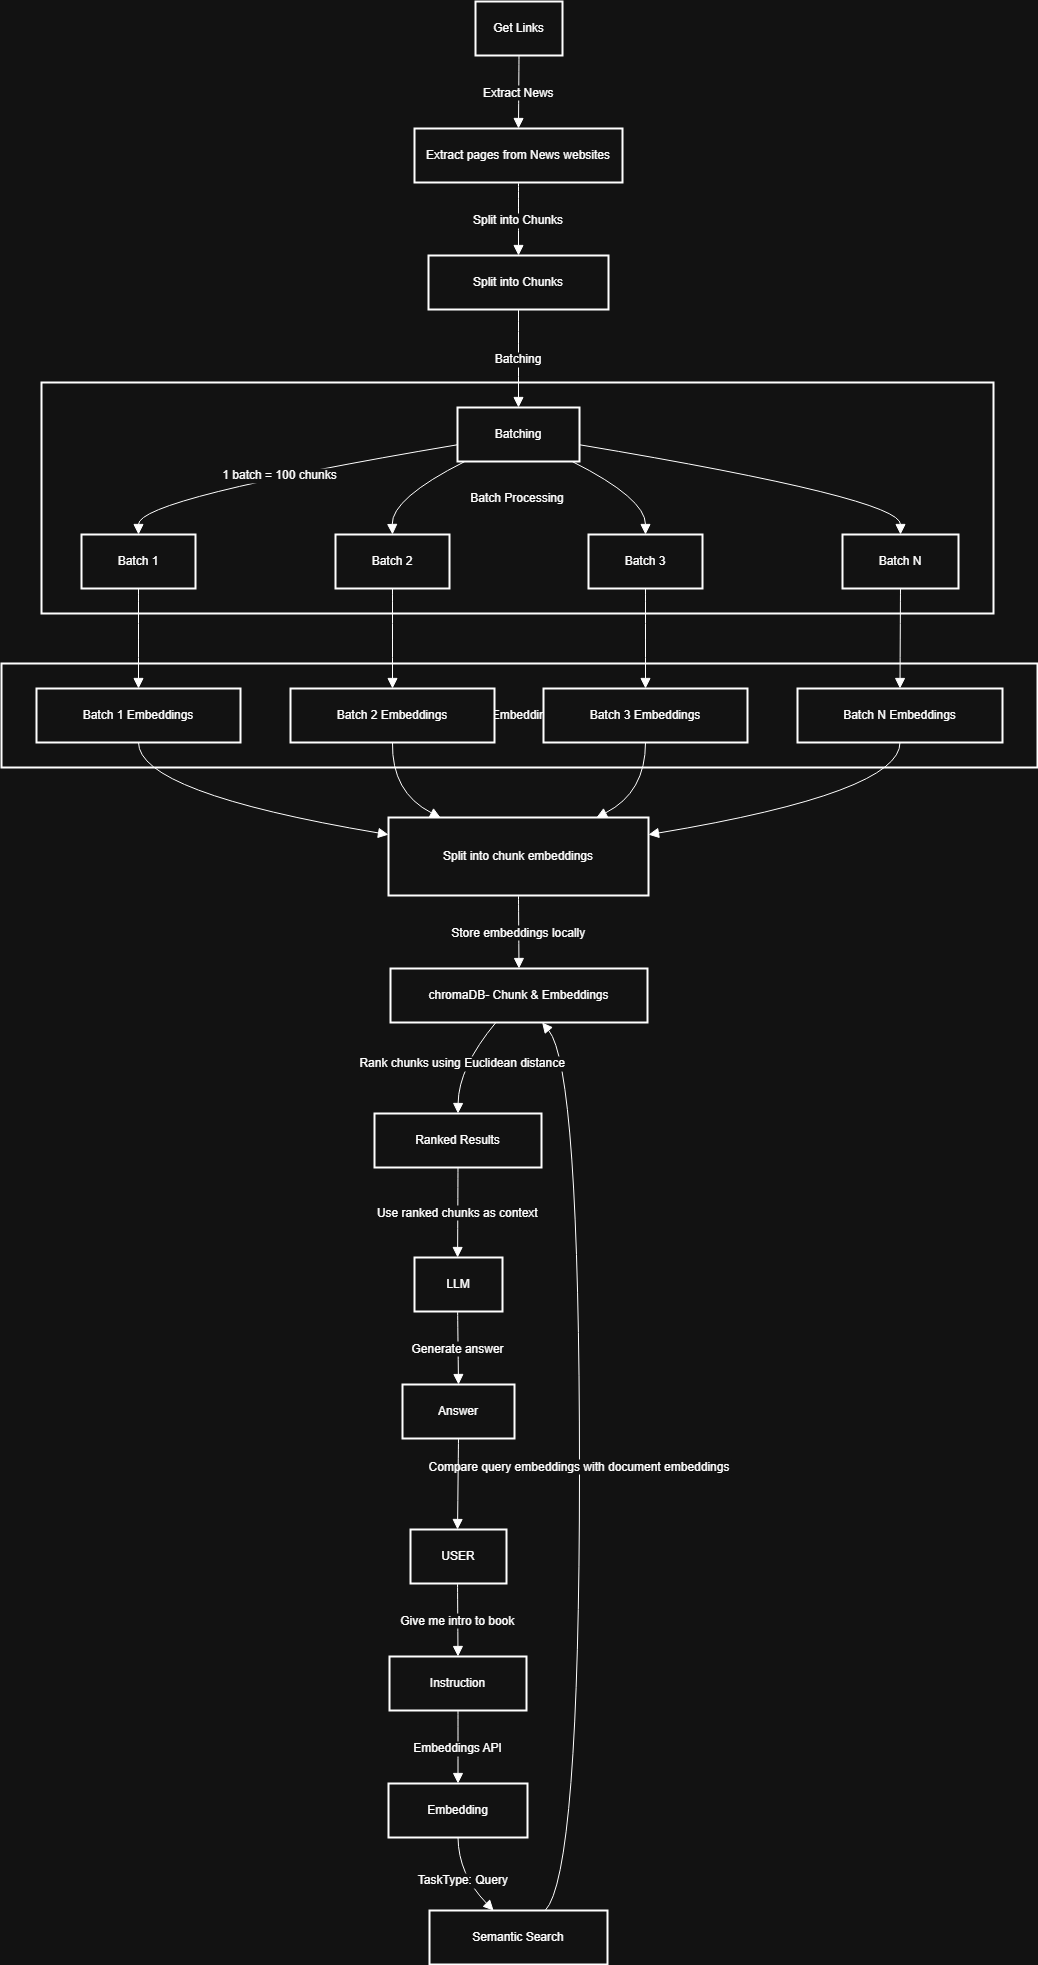 Get Links
Extract News
Extract pages from News websites
Split into Chunks
Split into Chunks
Batching
Batching
1 batch = 100 chunks
Batch Processing
Batch 1
Batch 2
Batch 3
Batch N
Batch 1 Embeddings
Batch 2 Embeddings
Embeddin
Batch 3 Embeddings
Batch N Embeddings
Split into chunk embeddings
Store embeddings locally
chromaDB- Chunk & Embeddings
Rank chunks using Euclidean distance
Ranked Results
Use ranked chunks as context
LLM
Generate answer
Answer
Compare query embeddings with document embeddings
USER
Give me intro to book
Instruction
Embeddings API
Embedding
TaskType: Query
Semantic Search